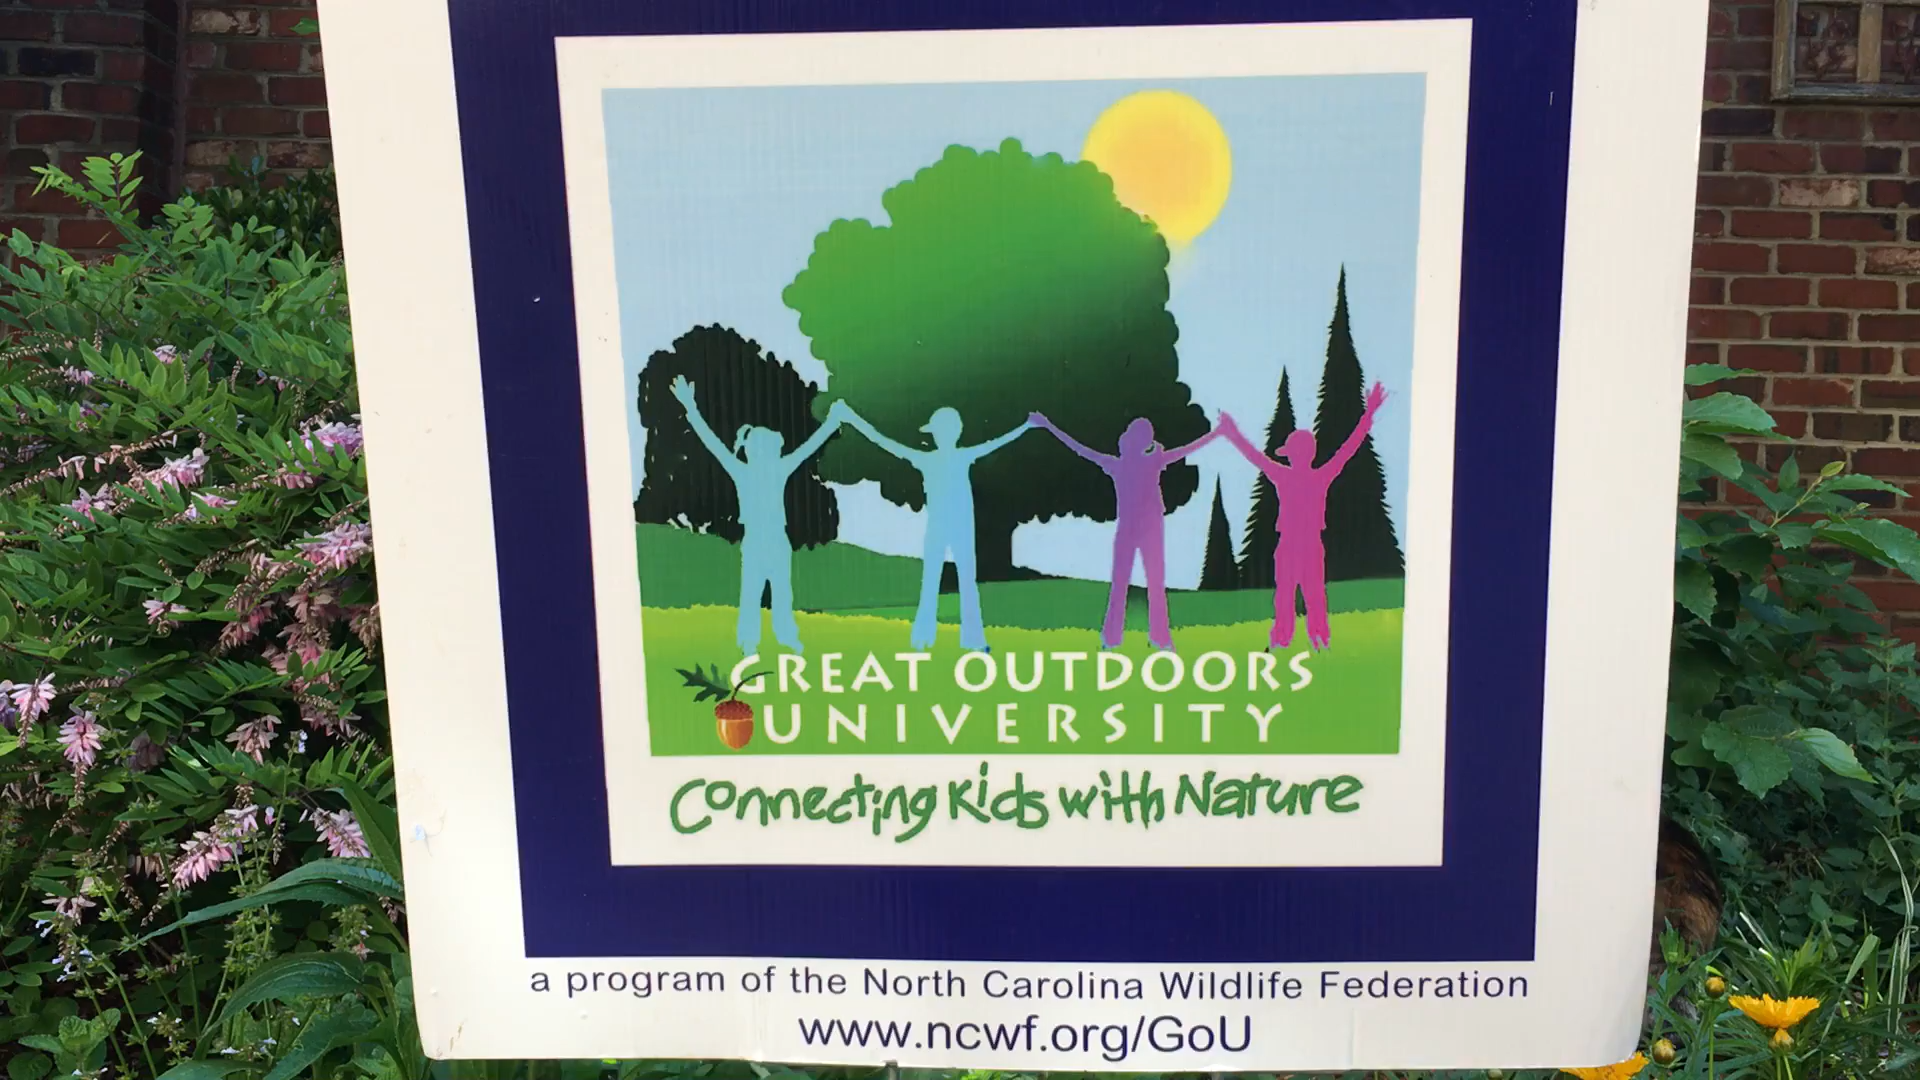 GREAT OUTDOORS
UNIVERSITY
Connecting Kids with Nature
a program of the North Carolina Wildlife Federation
www.ncwf.org/GoU